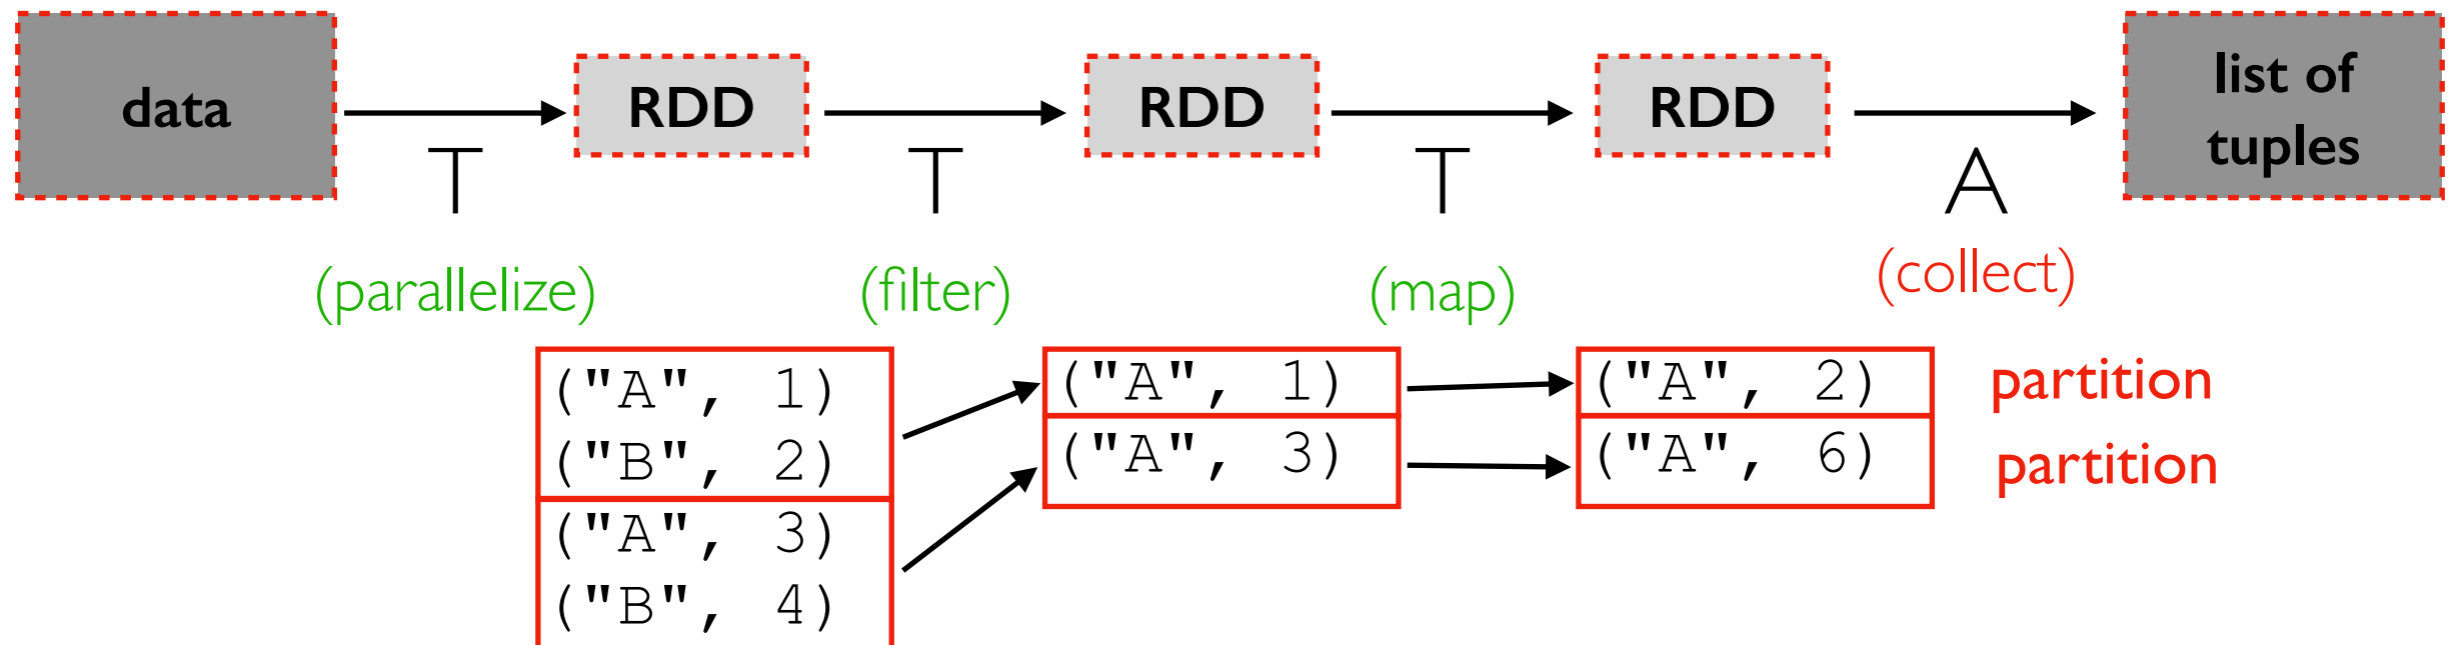 data
RDD
RDD
RDD
list of
tuples
T
T
T
A
(parallelize)
(filter)
(map)
(collect)
("A", 1)
("B", 2)
("A", 3)
("B", 4)
("A", 1)
("A", 3)
("A", 2)
("A", 6)
partition
partition